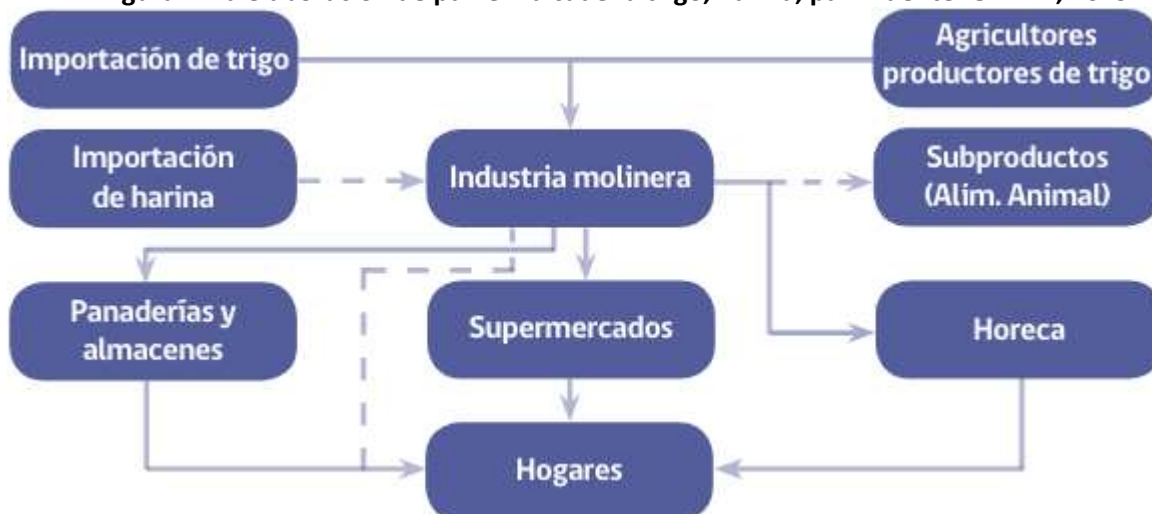 Importación de trigo
Agricultores
productores de trigo
Importación
de harina
Industria molinera
Subproductos
(Alim. Animal)
Panaderías y
almacenes
Supermercados
Horeca
Hogares